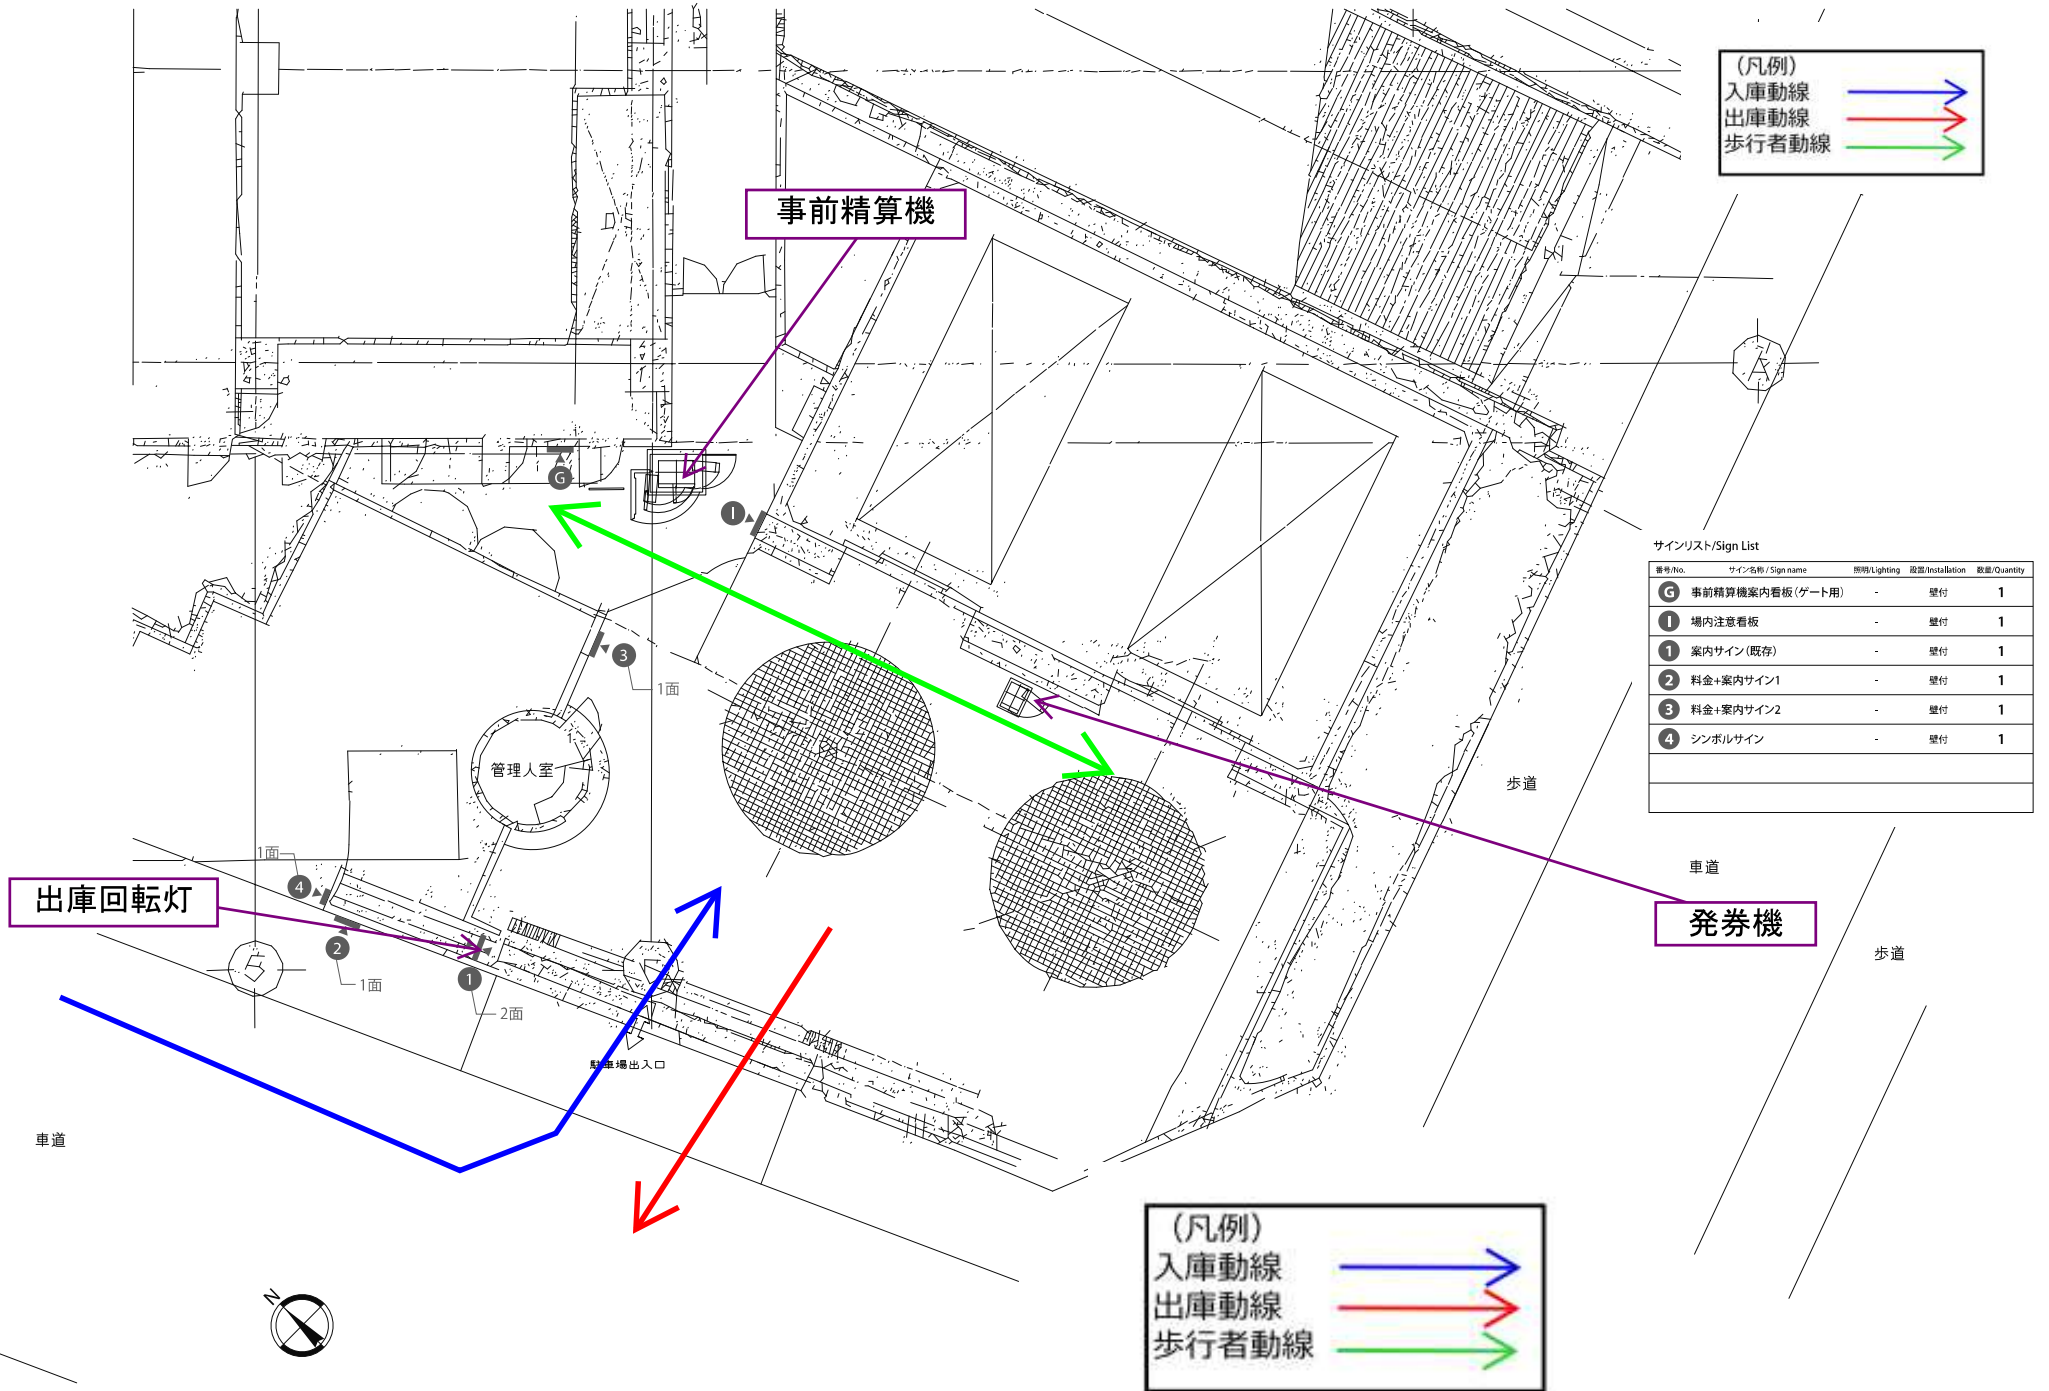 （凡例）
入庫動線
出庫動線
歩行者動線
事前精算機
G
I
3
1面
管理人室
1面
4
出庫回転灯
2
1面
1
2面
駐車場出入口
車道
N
サインリスト/Sign List
番号/No. サイン名称 / Sign name 照明/Lighting 設置/Installation 数量/Quantity
G 事前精算機案内看板（ゲート用） - 壁付 1
I 場内注意看板 - 壁付 1
1 案内サイン（既存） - 壁付 1
2 料金+案内サイン1 - 壁付 1
3 料金+案内サイン2 - 壁付 1
4 シンボルサイン - 壁付 1
歩道
車道
発券機
歩道
（凡例）
入庫動線
出庫動線
歩行者動線